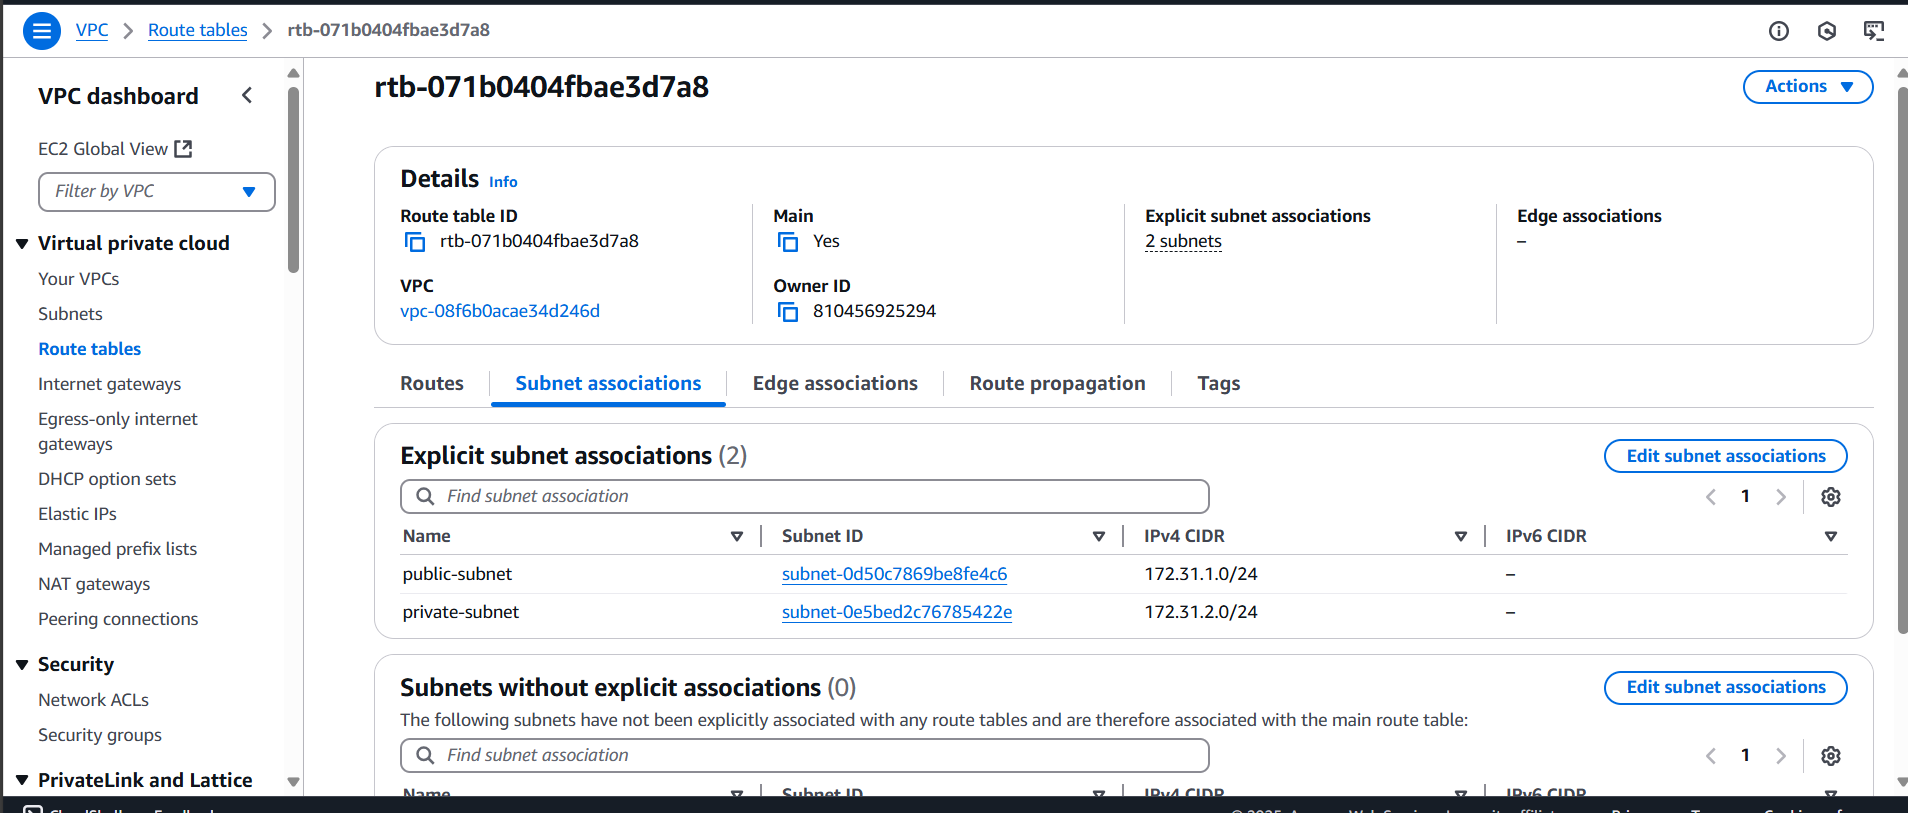 VPC > Route tables > rtb-071b0404fbae3d7a8
VPC dashboard
EC2 Global View
Filter by VPC
Virtual private cloud
Your VPCs
Subnets
Route tables
Internet gateways
Egress-only internet
gateways
DHCP option sets
Elastic IPs
Managed prefix lists
NAT gateways
Peering connections
Security
Network ACLs
Security groups
PrivateLink and Lattice
rtb-071b0404fbae3d7a8
Actions
Details Info
Route table ID
rtb-071b0404fbae3d7a8
Main
Yes
Explicit subnet associations
2 subnets
Edge associations
–
VPC
vpc-08f6b0acae34d246d
Owner ID
810456925294
Routes Subnet associations Edge associations Route propagation Tags
Explicit subnet associations (2)
Edit subnet associations
Find subnet association
1
Name Subnet ID IPv4 CIDR IPv6 CIDR
public-subnet subnet-0d50c7869be8fe4c6 172.31.1.0/24 –
private-subnet subnet-0e5bed2c76785422e 172.31.2.0/24 –
Subnets without explicit associations (0)
Edit subnet associations
The following subnets have not been explicitly associated with any route tables and are therefore associated with the main route table:
Find subnet association
1
Name Subnet ID IPv4 CIDR IPv6 CIDR